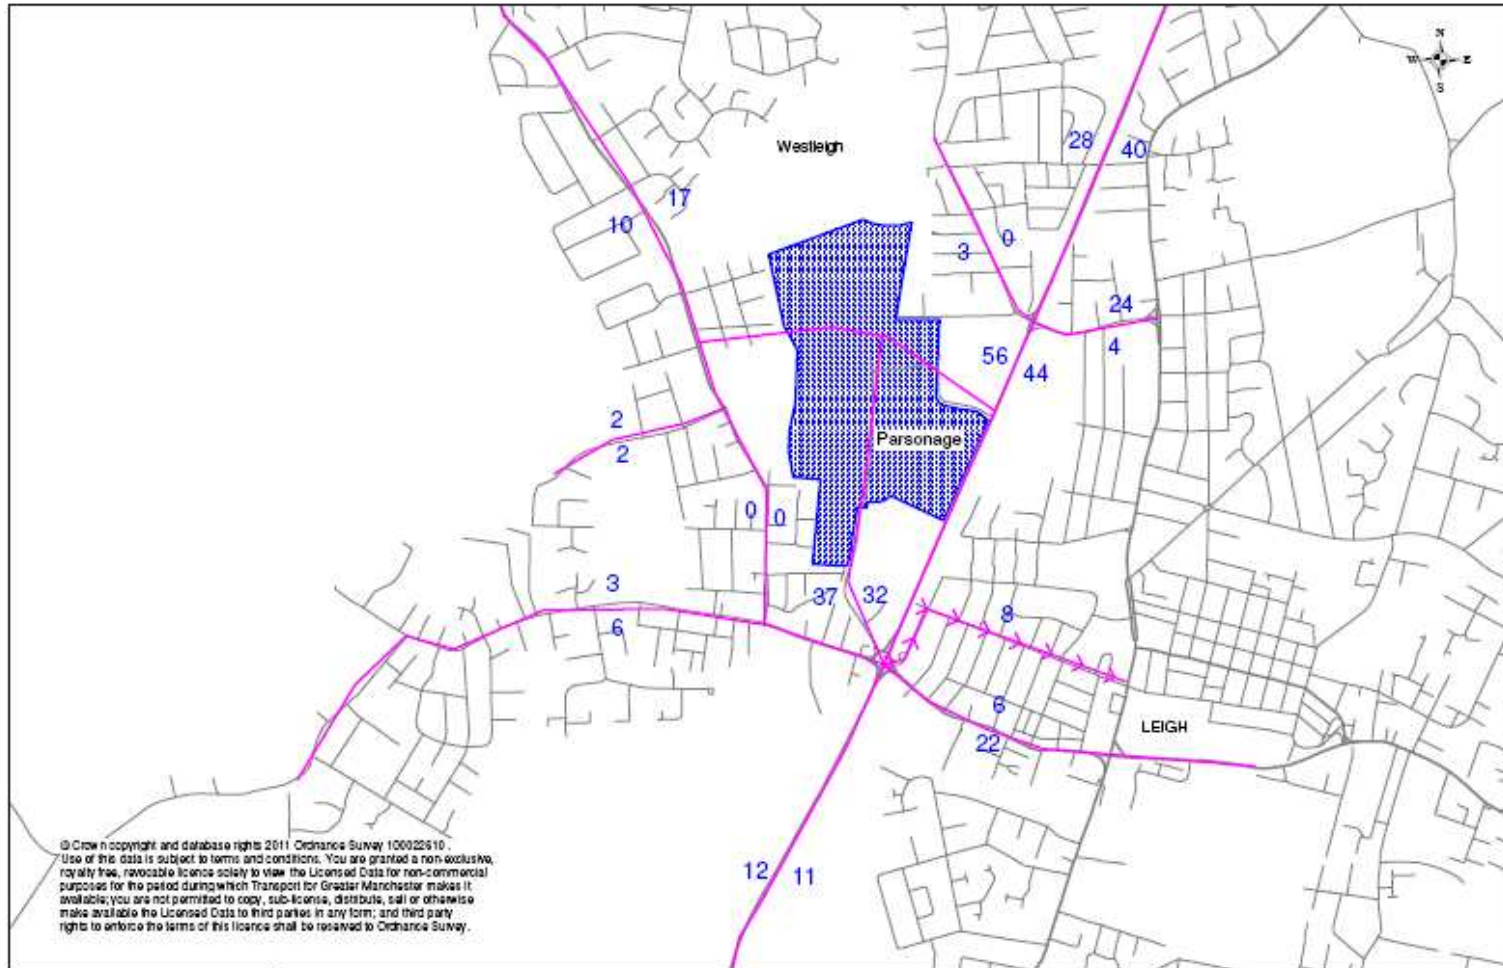 N
W E
S
28
40
Westleigh
17
10
3
0
24
56
4
44
2
Parsonage
2
0
0
3
37
32
8
6
6
LEIGH
22
12
11
© Crown copyright and database rights 2011 Ordnance Survey 100022610 .
Use of this data is subject to terms and conditions. You are granted a non-exclusive,
royalty free, revocable licence solely to view the Licensed Data for non-commercial
purposes for the period during which Transport for Greater Manchester makes it
available; you are not permitted to copy, sub-license, distribute, sell or otherwise
make available the Licensed Data to third parties in any form; and third party
rights to enforce the terms of this licence shall be reserved to Ordnance Survey.